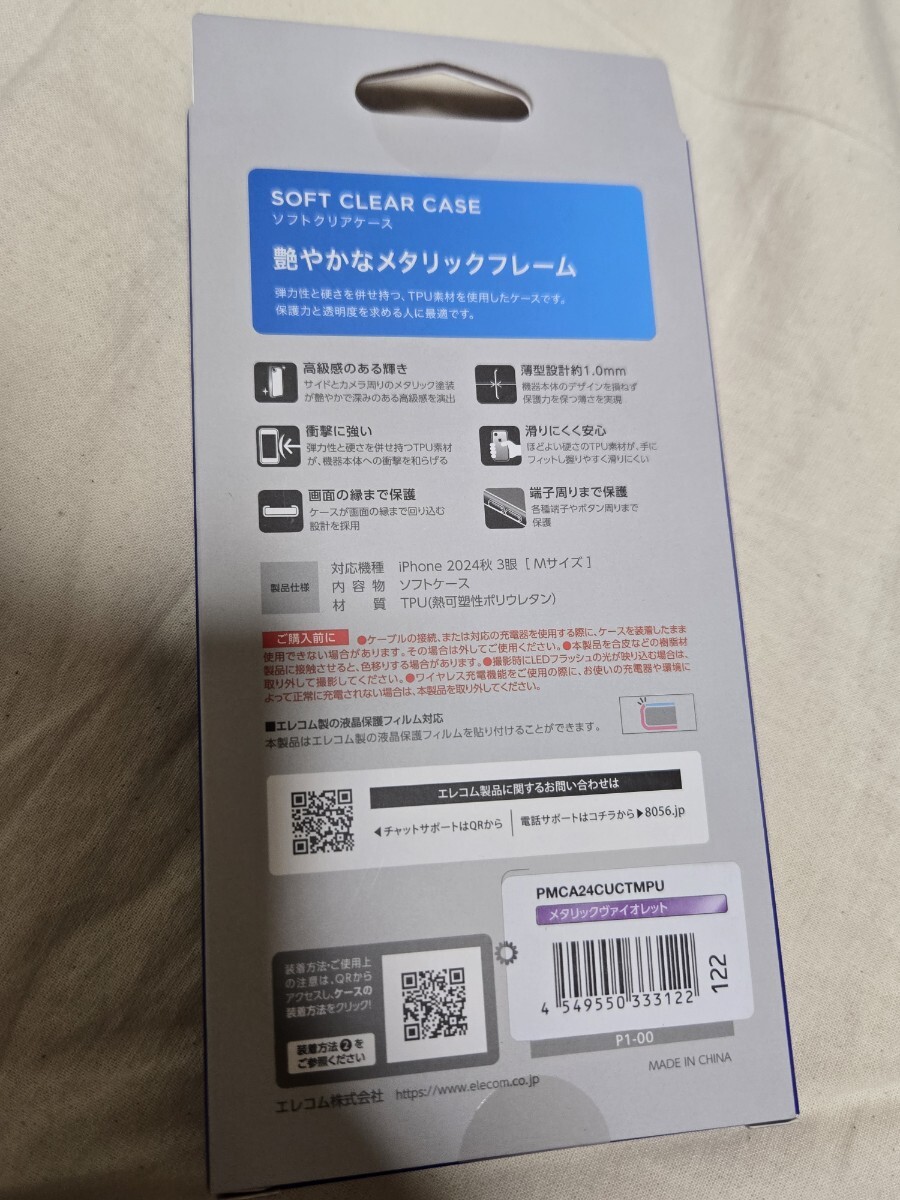 SOFT CLEAR CASE
ソフトクリアケース
艶やかなメタリックフレーム
弾力性と硬さを併せ持つ、TPU素材を使用したケースです。
保護力と透明度を求める人に最適です。
高級感のある輝き
サイドとカメラ周りのメタリック塗装
が艶やかで深みのある高級感を演出
薄型設計約1.0mm
機器本体のデザインを損ねず
保護力を保つ薄さを実現
衝撃に強い
弾力性と硬さを併せ持つTPU素材
が、機器本体への衝撃を和らげる
滑りにくく安心
ほどよい硬さのTPU素材が、手に
フィットし握りやすく滑りにくい
画面の縁まで保護
ケースが画面の縁まで回り込む
設計を採用
端子周りまで保護
各種端子やボタン周りまで
保護
製品仕様
対応機種 iPhone 2024秋 3眼 [ Mサイズ ]
内容物 ソフトケース
材質 TPU(熱可塑性ポリウレタン)
ご購入前に ●ケーブルの接続、または対応の充電器を使用する際に、ケースを装着したまま
使用できない場合があります。その場合は外してご使用ください。●本製品を合皮などの樹脂材
製品に接触させると、色移りする場合があります。●撮影時にLEDフラッシュの光が映り込む場合は、
取り外して撮影してください。●ワイヤレス充電機能をご使用の際に、お使いの充電器や環境に
よって正常に充電されない場合は、本製品を取り外してください。
■エレコム製の液晶保護フィルム対応
本製品はエレコム製の液晶保護フィルムを貼り付けることができます。
エレコム製品に関するお問い合わせは
◀チャットサポートはQRから
電話サポートはコチラから▶8056.jp
PMCA24CUCTMPU
メタリックヴァイオレット
4 549550 333122
122
装着方法・ご使用上
の注意は、QRから
アクセスし、ケースの
装着方法をクリック!
装着方法❷を
ご参照ください
P1-00
MADE IN CHINA
エレコム株式会社 https://www.elecom.co.jp